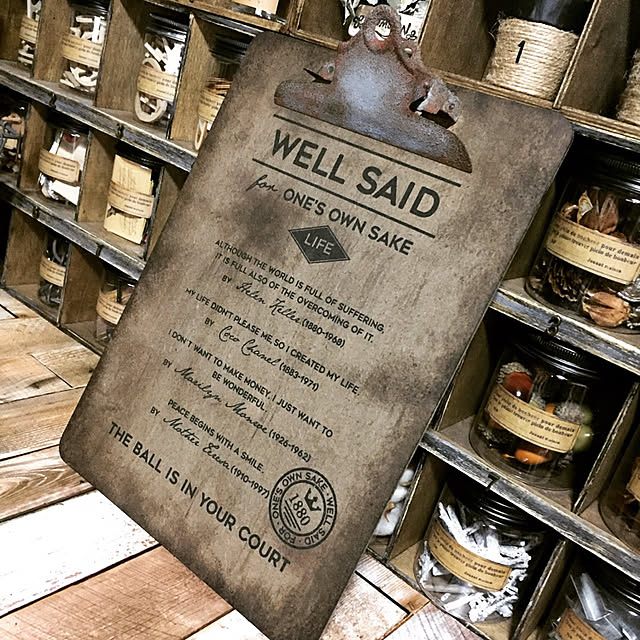 WELL SAID
for ONE'S OWN SAKE
LIFE
ALTHOUGH THE WORLD IS FULL OF SUFFERING,
IT IS FULL ALSO OF THE OVERCOMING OF IT.
BY Helen Keller (1880-1968)
MY LIFE DIDN'T PLEASE ME SO I CREATED MY LIFE.
BY Coco Chanel (1883-1971)
I DON'T WANT TO MAKE MONEY, I JUST WANT TO
BE WONDERFUL.
BY Marilyn Monroe (1926-1962)
PEACE BEGINS WITH A SMILE.
BY (1910-1997)
THE BALL IS IN YOUR COURT
FOR ONE'S OWN SAKE · WELL SAID
1880
1